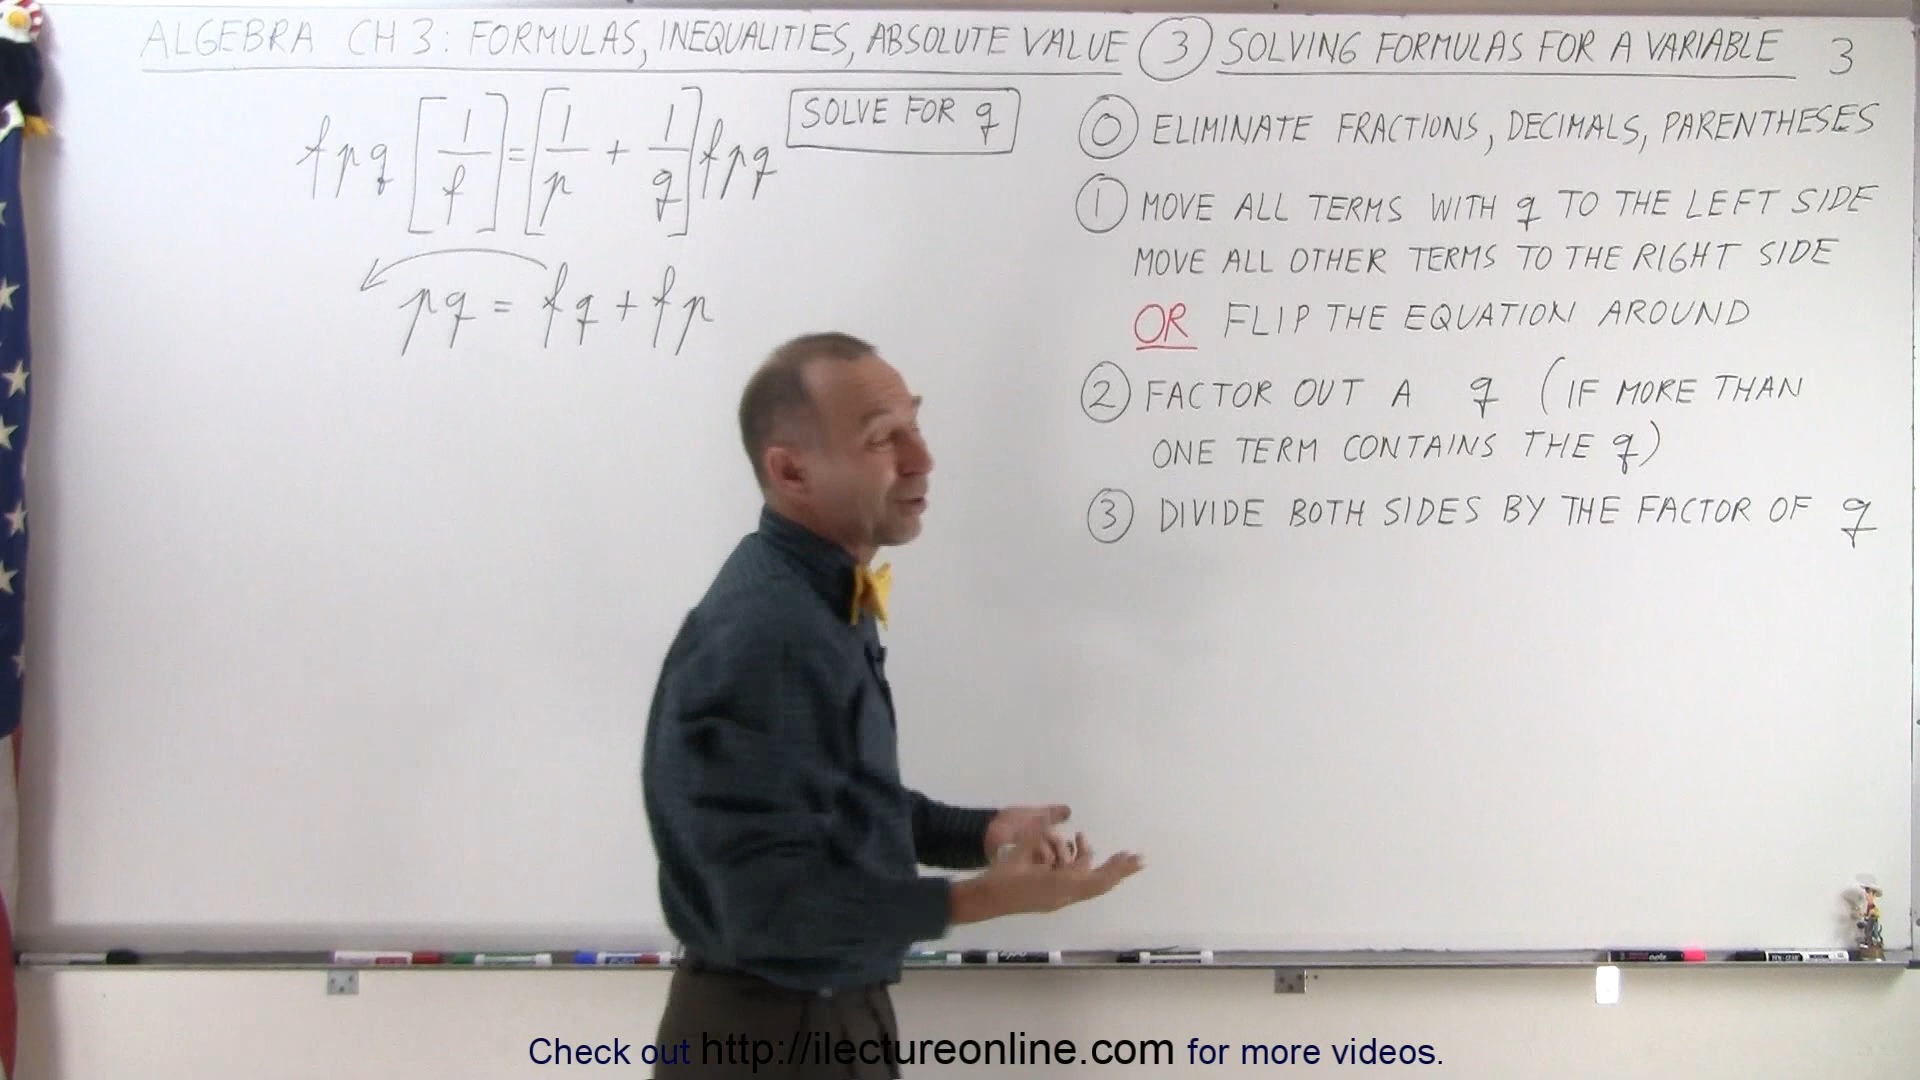 ALGEBRA CH 3: FORMULAS, INEQUALITIES, ABSOLUTE VALUE ③ SOLVING FORMULAS FOR A VARIABLE 3
fpq [1/f] = [1/p + 1/q] fpq
SOLVE FOR q
pq = fq + fp
⓪ ELIMINATE FRACTIONS, DECIMALS, PARENTHESES
① MOVE ALL TERMS WITH q TO THE LEFT SIDE
MOVE ALL OTHER TERMS TO THE RIGHT SIDE
OR FLIP THE EQUATION AROUND
② FACTOR OUT A q (IF MORE THAN
ONE TERM CONTAINS THE q)
③ DIVIDE BOTH SIDES BY THE FACTOR OF q
Check out http://ilectureonline.com for more videos.